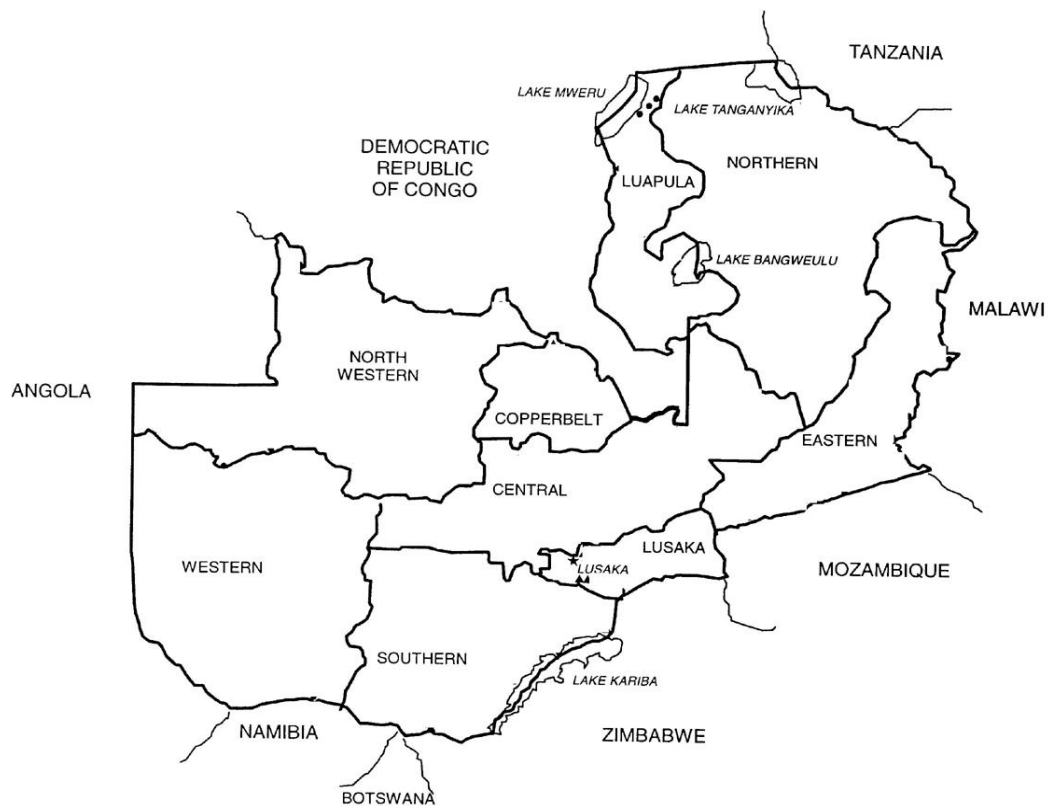 TANZANIA
LAKE MWERU
LAKE TANGANYIKA
DEMOCRATIC
REPUBLIC
OF CONGO
NORTHERN
LUAPULA
LAKE BANGWEULU
MALAWI
NORTH
WESTERN
ANGOLA
COPPERBELT
EASTERN
CENTRAL
LUSAKA
LUSAKA
WESTERN
MOZAMBIQUE
SOUTHERN
LAKE KARIBA
NAMIBIA
ZIMBABWE
BOTSWANA